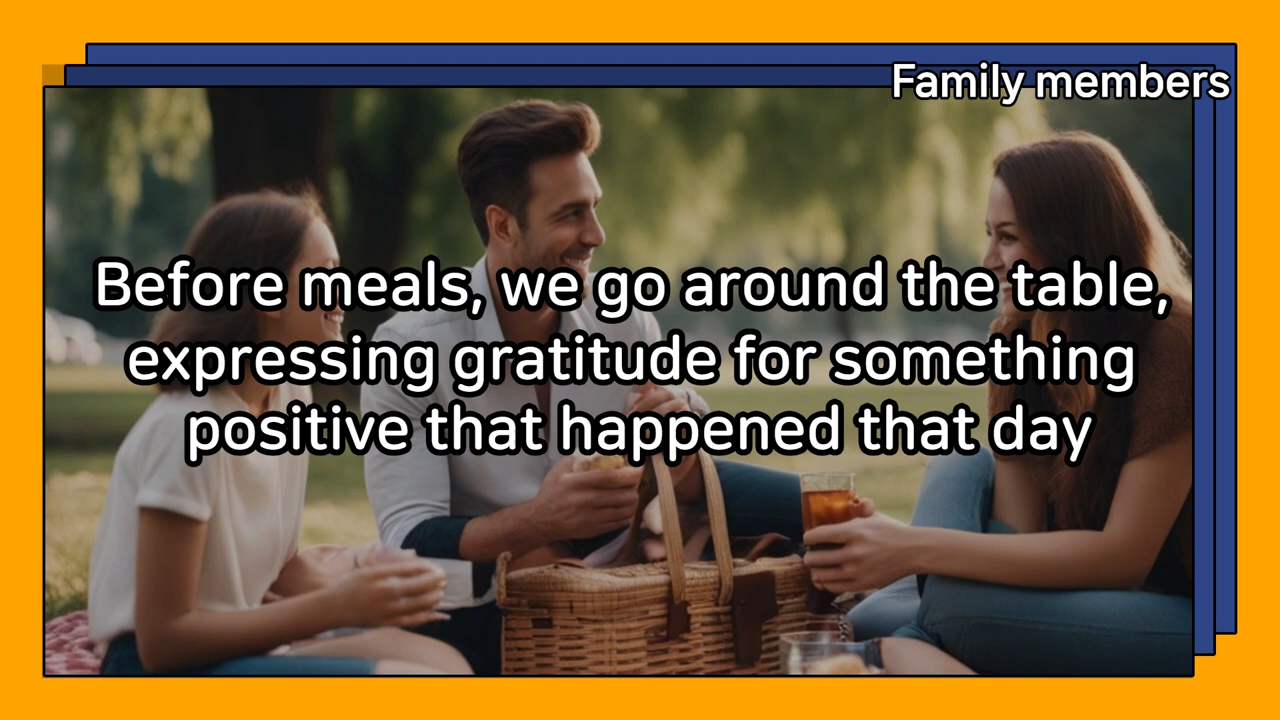 Family members
Before meals, we go around the table,
expressing gratitude for something
positive that happened that day